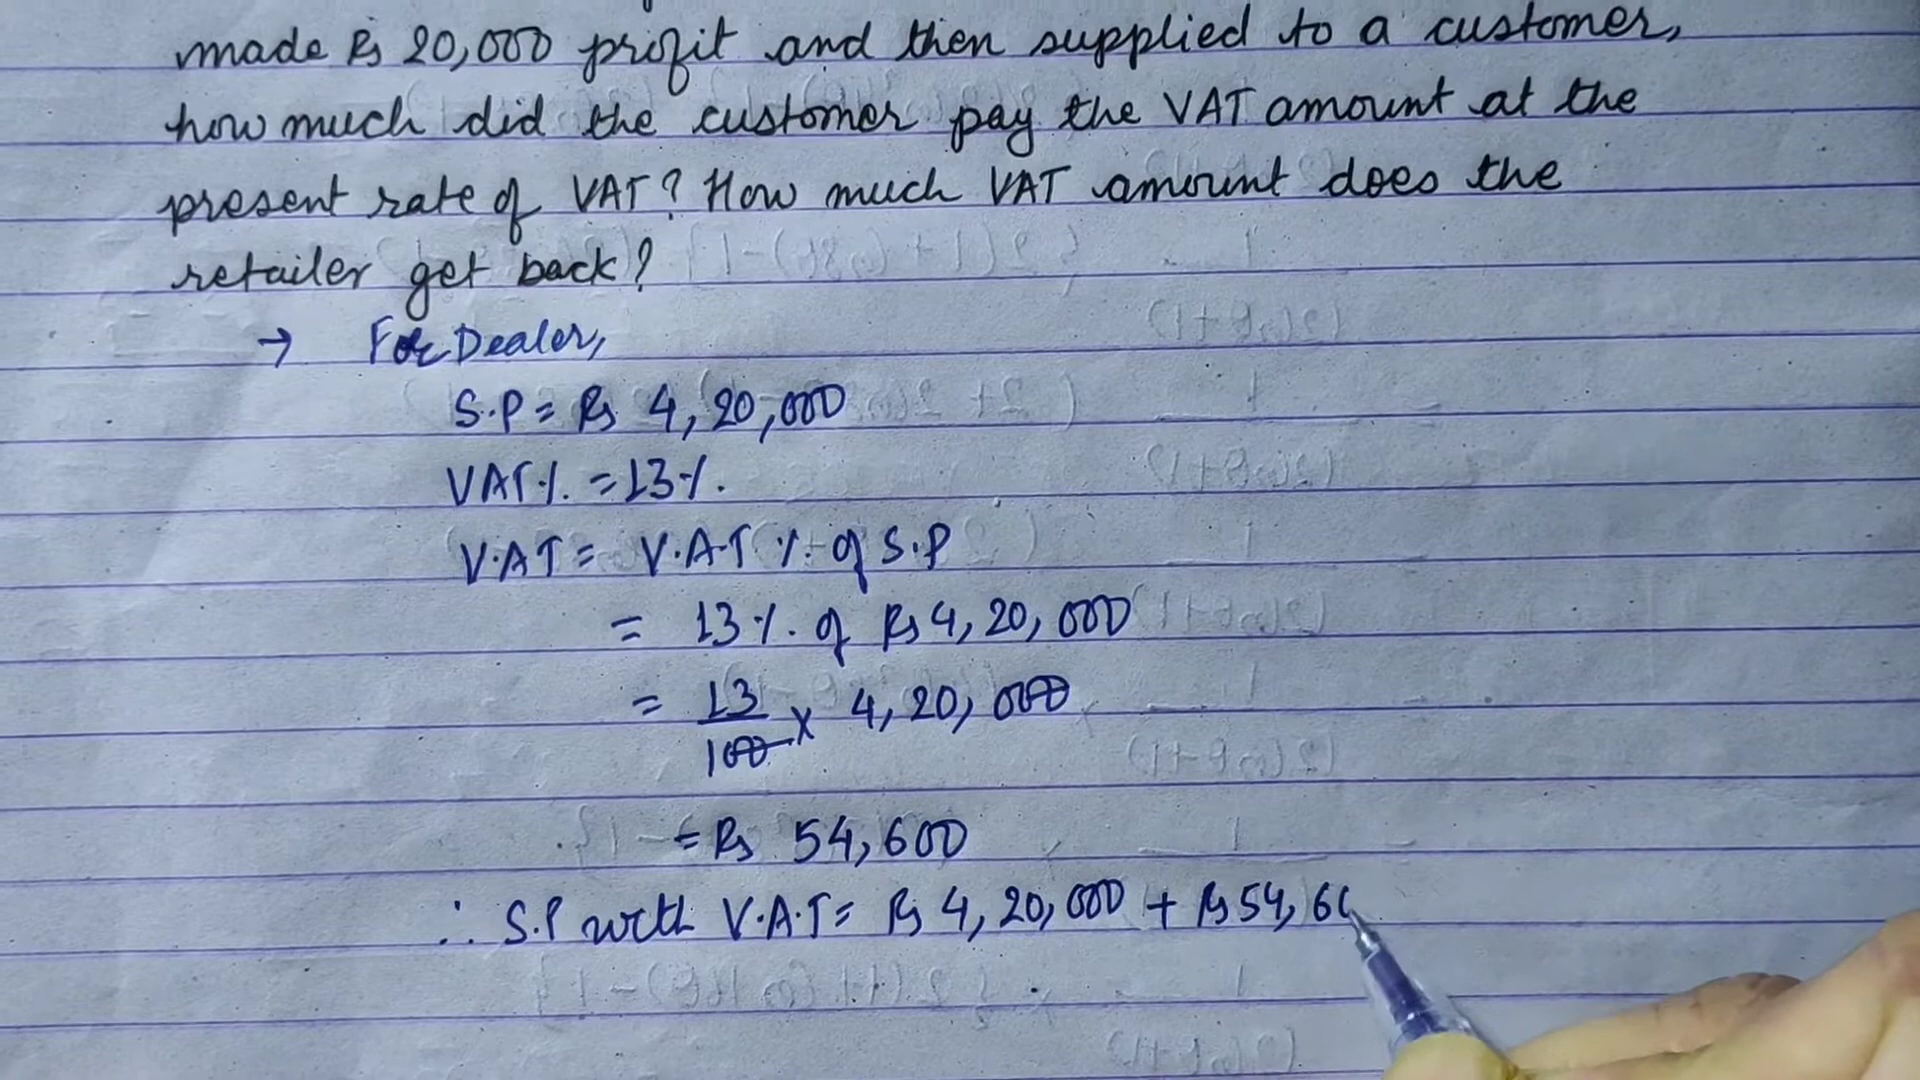 made Rs 20,000 profit and then supplied to a customer,
how much did the customer pay the VAT amount at the
present rate of VAT? How much VAT amount does the
retailer get back?
→ For Dealer,
S.P = Rs 4,20,000
VAT% = 13%.
V.A.T = V.A.T % of S.P
= 13% of Rs 4,20,000
= 13/100 × 4,20,000
= Rs 54,600
∴ S.P with V.A.T = Rs 4,20,000 + Rs 54,60